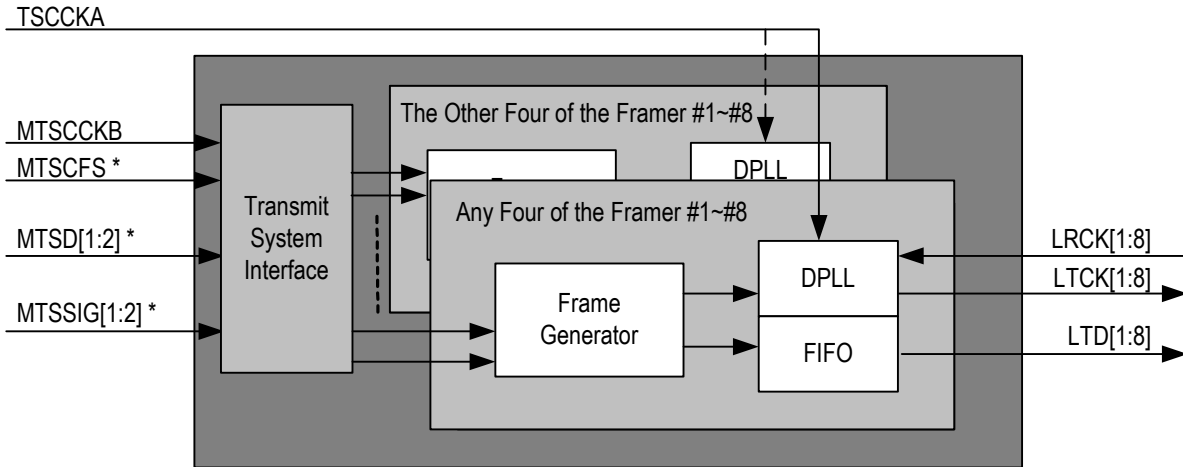 TSCCKA
The Other Four of the Framer #1~#8
MTSCCKB
MTSCFS *
DPLL
Transmit
System
Interface
Any Four of the Framer #1~#8
MTSD[1:2] *
LRCK[1:8]
DPLL
LTCK[1:8]
Frame
Generator
MTSSIG[1:2] *
FIFO
LTD[1:8]